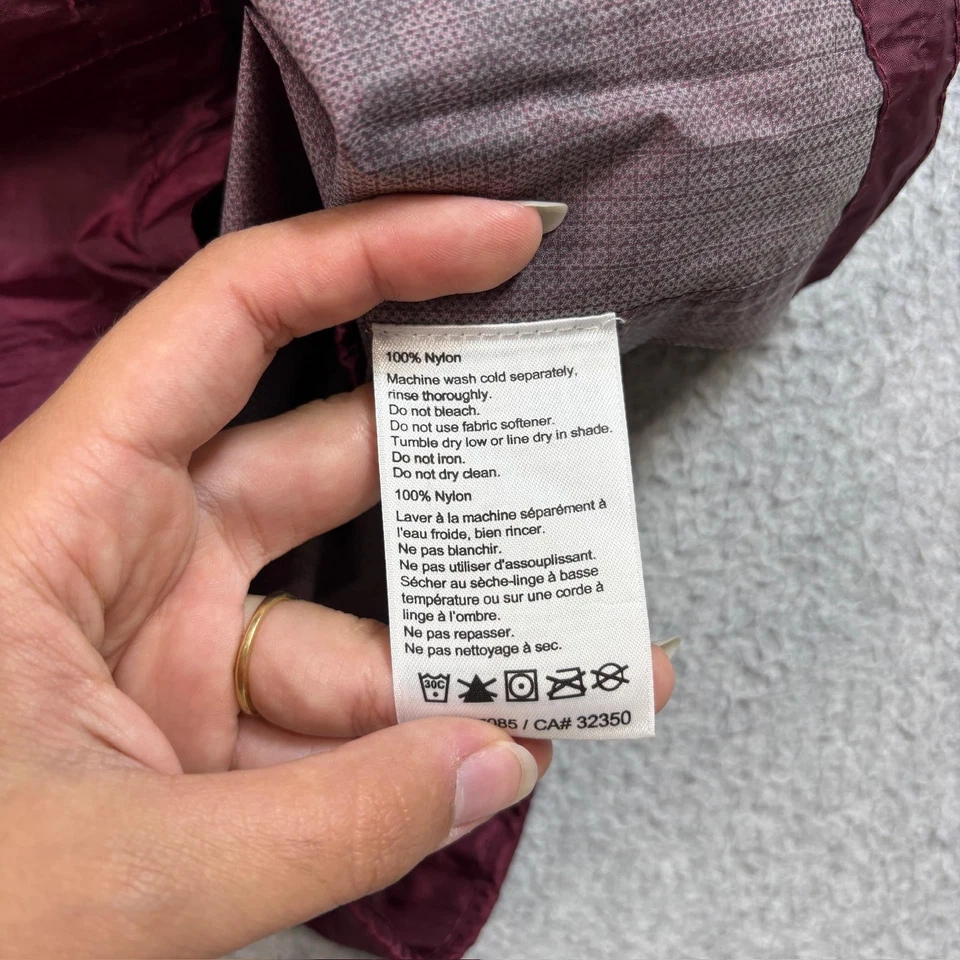 100% Nylon
Machine wash cold separately,
rinse thoroughly.
Do not bleach.
Do not use fabric softener.
Tumble dry low or line dry in shade.
Do not iron.
Do not dry clean.
100% Nylon
Laver à la machine séparément à
l'eau froide, bien rincer.
Ne pas blanchir.
Ne pas utiliser d'assouplissant.
Sécher au sèche-linge à basse
température ou sur une corde à
linge à l'ombre.
Ne pas repasser.
Ne pas nettoyage à sec.
30C
085 / CA# 32350